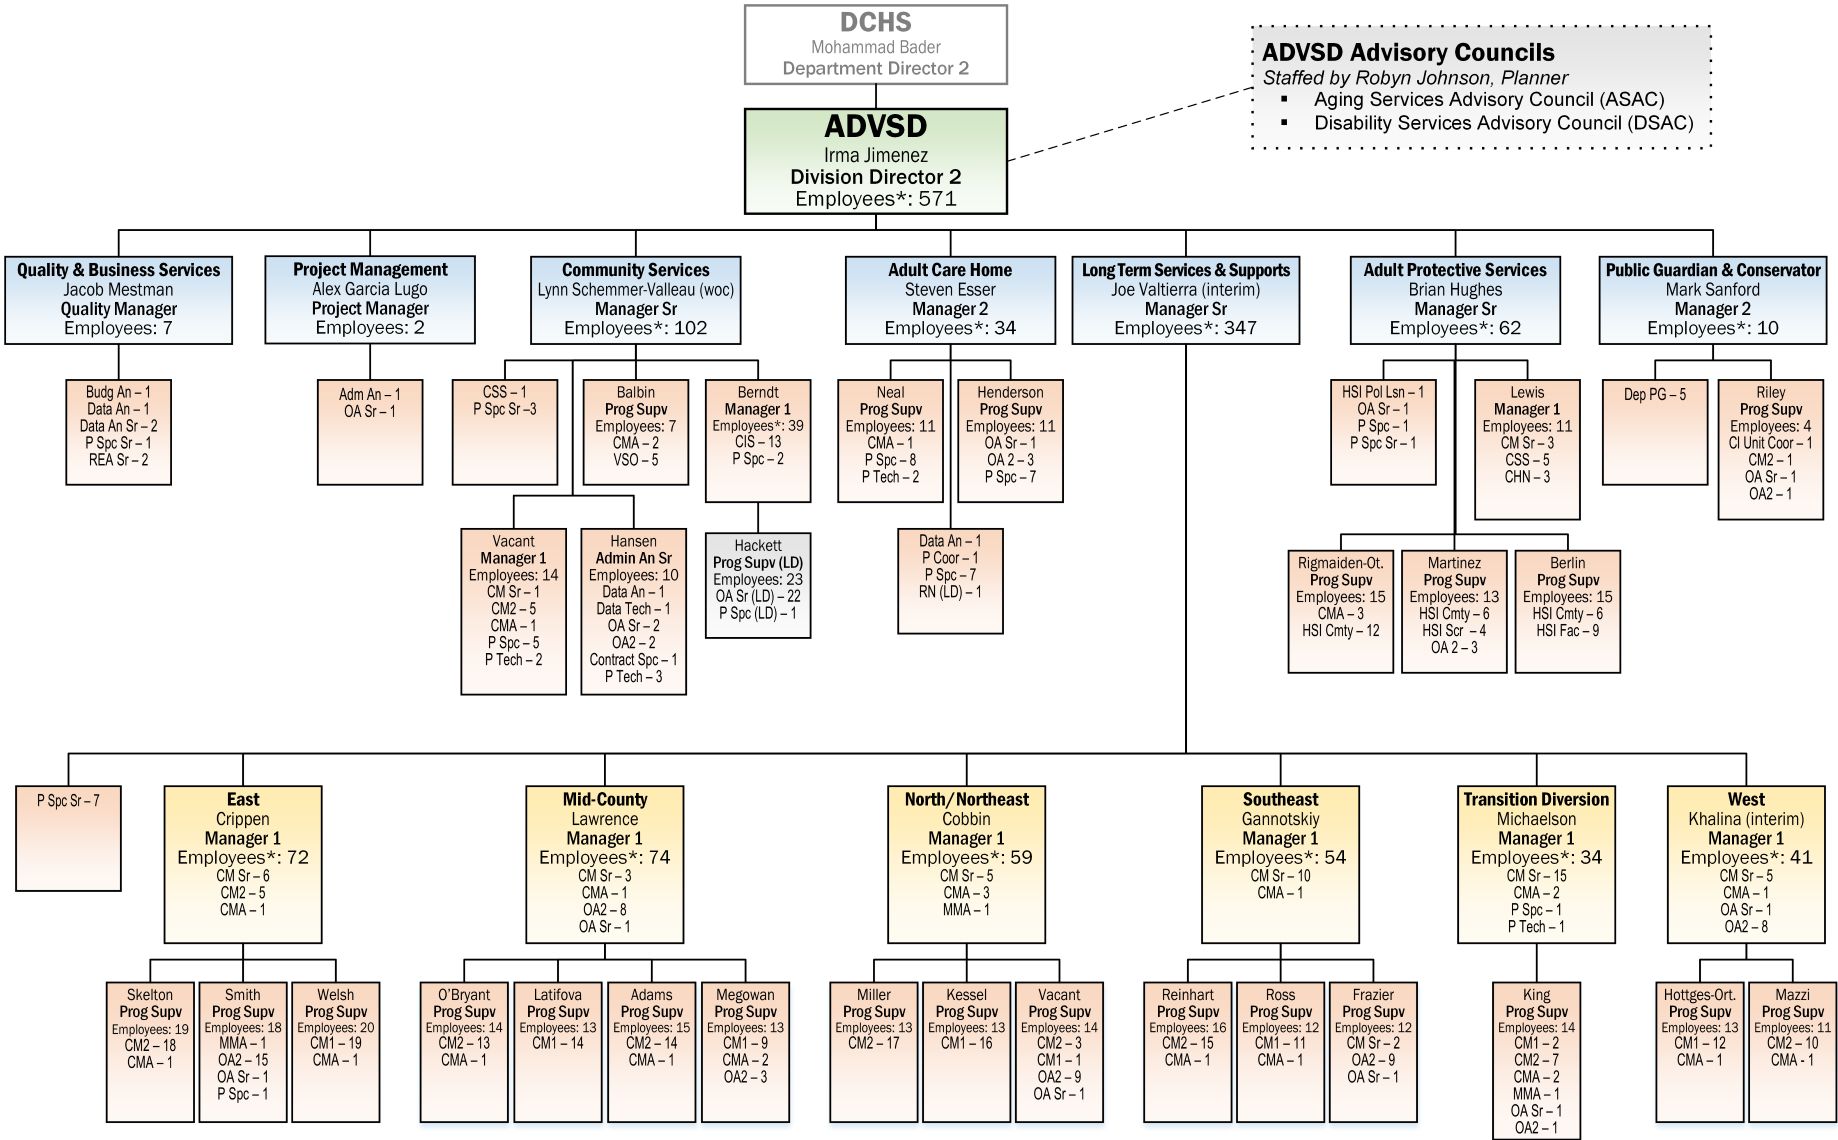 DCHS
Mohammad Bader
Department Director 2
ADVSD Advisory Councils
Staffed by Robyn Johnson, Planner
▪ Aging Services Advisory Council (ASAC)
▪ Disability Services Advisory Council (DSAC)
ADVSD
Irma Jimenez
Division Director 2
Employees*: 571
Quality & Business Services
Jacob Mestman
Quality Manager
Employees: 7
Budg An – 1
Data An – 1
Data An Sr – 2
P Spc Sr – 1
REA Sr – 2
Project Management
Alex Garcia Lugo
Project Manager
Employees: 2
Adm An – 1
OA Sr – 1
Community Services
Lynn Schemmer-Valleau (woc)
Manager Sr
Employees*: 102
CSS – 1
P Spc Sr –3
Balbin
Prog Supv
Employees: 7
CMA – 2
VSO – 5
Berndt
Manager 1
Employees*: 39
CIS – 13
P Spc – 2
Vacant
Manager 1
Employees: 14
CM Sr – 1
CM2 – 5
CMA – 1
P Spc – 5
P Tech – 2
Hansen
Admin An Sr
Employees: 10
Data An – 1
Data Tech – 1
OA Sr – 2
OA2 – 2
Contract Spc – 1
P Tech – 3
Hackett
Prog Supv (LD)
Employees: 23
OA Sr (LD) – 22
P Spc (LD) – 1
Adult Care Home
Steven Esser
Manager 2
Employees*: 34
Neal
Prog Supv
Employees: 11
CMA – 1
P Spc – 8
P Tech – 2
Henderson
Prog Supv
Employees: 11
OA Sr – 1
OA 2 – 3
P Spc – 7
Data An – 1
P Coor – 1
P Spc – 7
RN (LD) – 1
Long Term Services & Supports
Joe Valtierra (interim)
Manager Sr
Employees*: 347
Adult Protective Services
Brian Hughes
Manager Sr
Employees*: 62
HSI Pol Lsn – 1
OA Sr – 1
P Spc – 1
P Spc Sr – 1
Lewis
Manager 1
Employees: 11
CM Sr – 3
CSS – 5
CHN – 3
Rigmaiden-Ot.
Prog Supv
Employees: 15
CMA – 3
HSI Cmty – 12
Martinez
Prog Supv
Employees: 13
HSI Cmty – 6
HSI Scr – 4
OA 2 – 3
Berlin
Prog Supv
Employees: 15
HSI Cmty – 6
HSI Fac – 9
Public Guardian & Conservator
Mark Sanford
Manager 2
Employees*: 10
Dep PG – 5
Riley
Prog Supv
Employees: 4
CI Unit Coor – 1
CM2 – 1
OA Sr – 1
OA2 – 1
P Spc Sr – 7
East
Crippen
Manager 1
Employees*: 72
CM Sr – 6
CM2 – 5
CMA – 1
Skelton
Prog Supv
Employees: 19
CM2 – 18
CMA – 1
Smith
Prog Supv
Employees: 18
MMA – 1
OA2 – 15
OA Sr – 1
P Spc – 1
Welsh
Prog Supv
Employees: 20
CM1 – 19
CMA – 1
Mid-County
Lawrence
Manager 1
Employees*: 74
CM Sr – 3
CMA – 1
OA2 – 8
OA Sr – 1
O'Bryant
Prog Supv
Employees: 14
CM2 – 13
CMA – 1
Latifova
Prog Supv
Employees: 13
CM1 – 14
Adams
Prog Supv
Employees: 15
CM2 – 14
CMA – 1
Megowan
Prog Supv
Employees: 13
CM1 – 9
CMA – 2
OA2 – 3
North/Northeast
Cobbin
Manager 1
Employees*: 59
CM Sr – 5
CMA – 3
MMA – 1
Miller
Prog Supv
Employees: 13
CM2 – 17
Kessel
Prog Supv
Employees: 13
CM1 – 16
Vacant
Prog Supv
Employees: 14
CM2 – 3
CM1 – 1
OA2 – 9
OA Sr – 1
Southeast
Gannotskiy
Manager 1
Employees*: 54
CM Sr – 10
CMA – 1
Reinhart
Prog Supv
Employees: 16
CM2 – 15
CMA – 1
Ross
Prog Supv
Employees: 12
CM1 – 11
CMA – 1
Frazier
Prog Supv
Employees: 12
CM Sr – 2
OA2 – 9
OA Sr – 1
Transition Diversion
Michaelson
Manager 1
Employees*: 34
CM Sr – 15
CMA – 2
P Spc – 1
P Tech – 1
King
Prog Supv
Employees: 14
CM1 – 2
CM2 – 7
CMA – 2
MMA – 1
OA Sr – 1
OA2 – 1
West
Khalina (interim)
Manager 1
Employees*: 41
CM Sr – 5
CMA – 1
OA Sr – 1
OA2 – 8
Hottges-Ort.
Prog Supv
Employees: 13
CM1 – 12
CMA – 1
Mazzi
Prog Supv
Employees: 11
CM2 – 10
CMA - 1